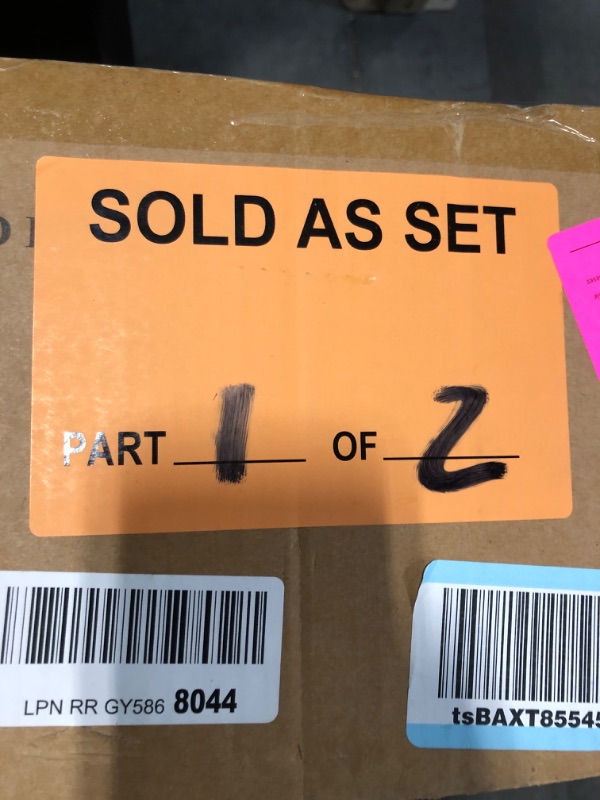 SOLD AS SET
PART 1 OF 2
LPN RR GY586 8044
tsBAXT85545